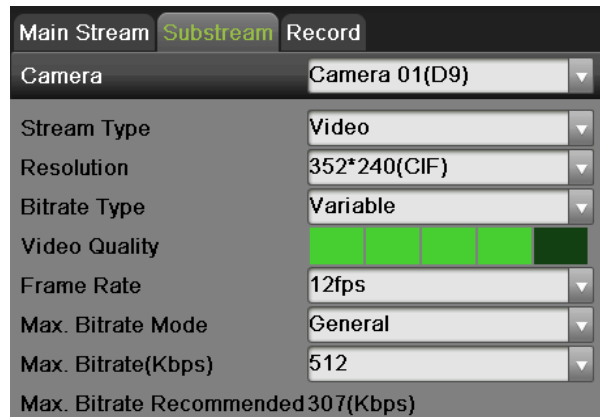 Main Stream Substream Record
Camera Camera 01(D9)
Stream Type Video
Resolution 352*240(CIF)
Bitrate Type Variable
Video Quality
Frame Rate 12fps
Max. Bitrate Mode General
Max. Bitrate(Kbps) 512
Max. Bitrate Recommended 307(Kbps)